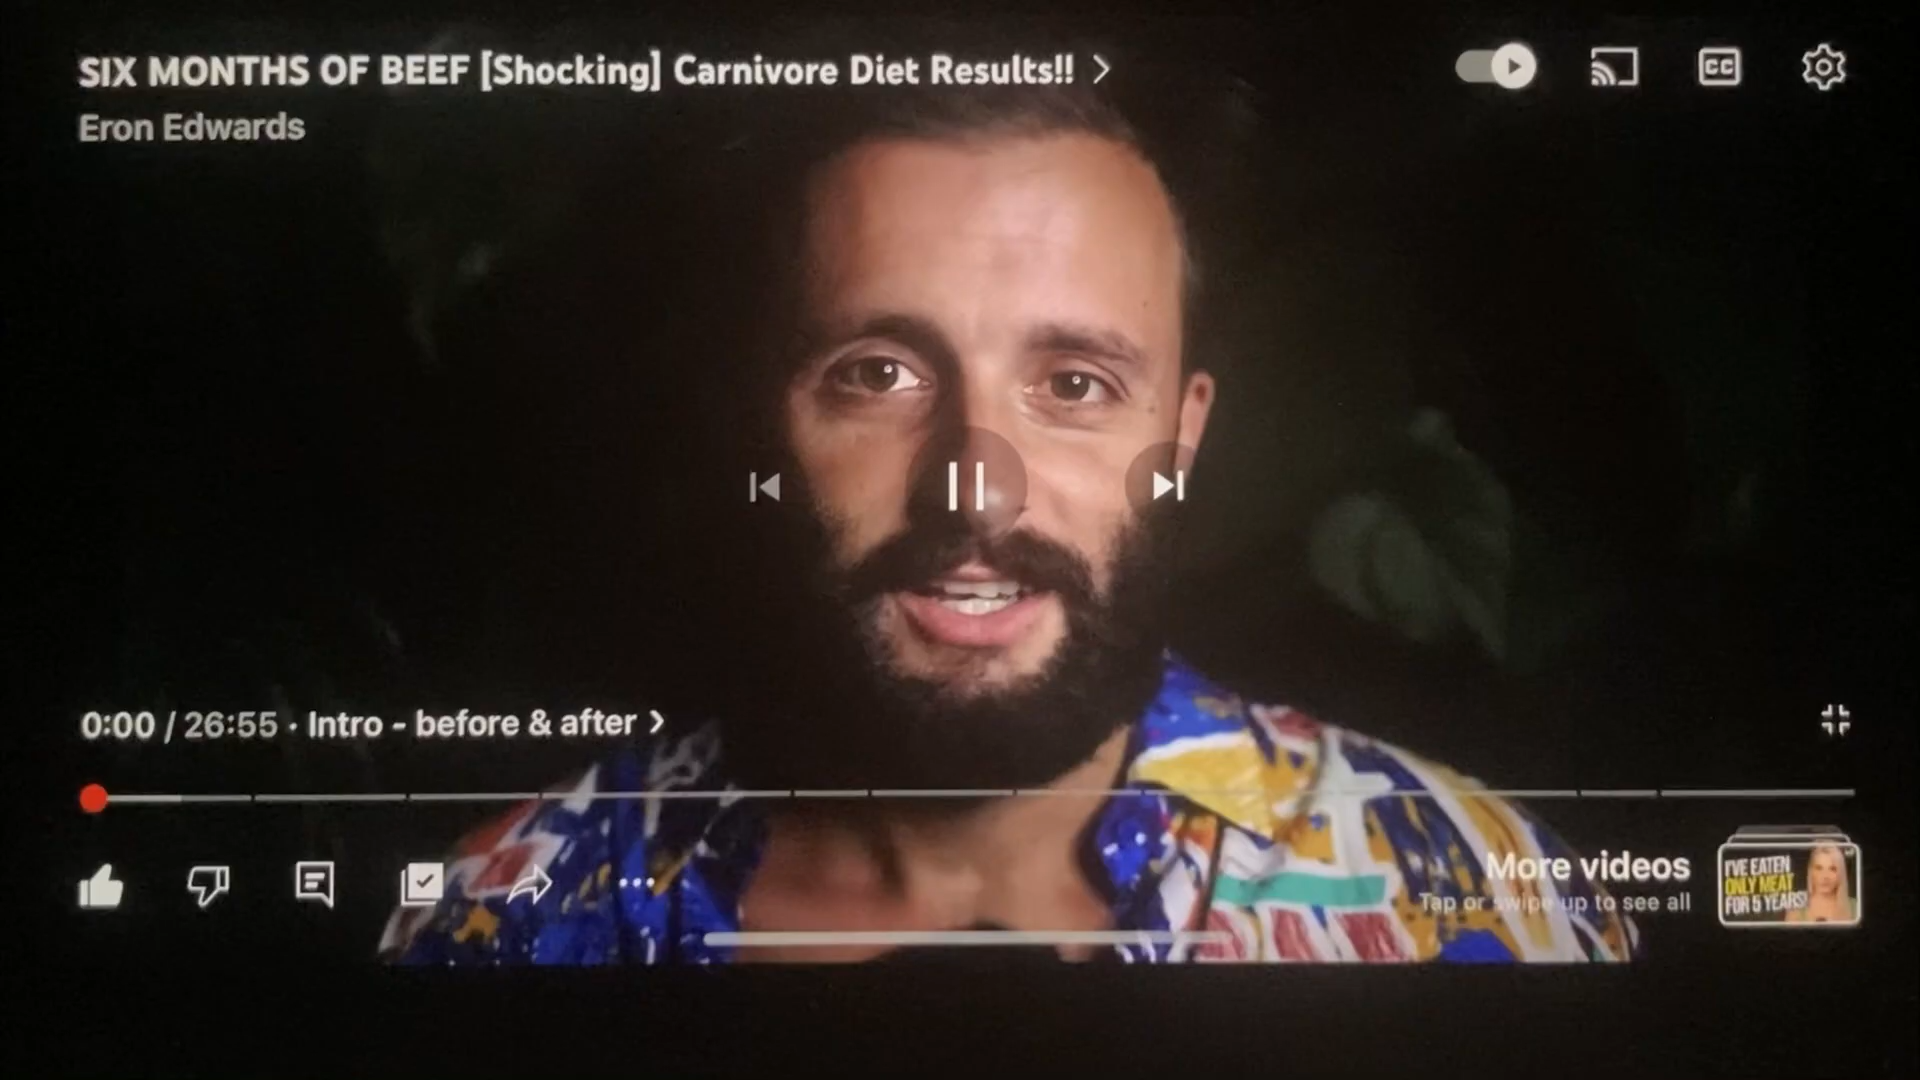 SIX MONTHS OF BEEF [Shocking] Carnivore Diet Results!!
CC
Eron Edwards
0:00 / 26:55 · Intro - before & after
More videos
Tap or swipe up to see all
I'VE EATEN
ONLY MEAT
FOR 5 YEARS!